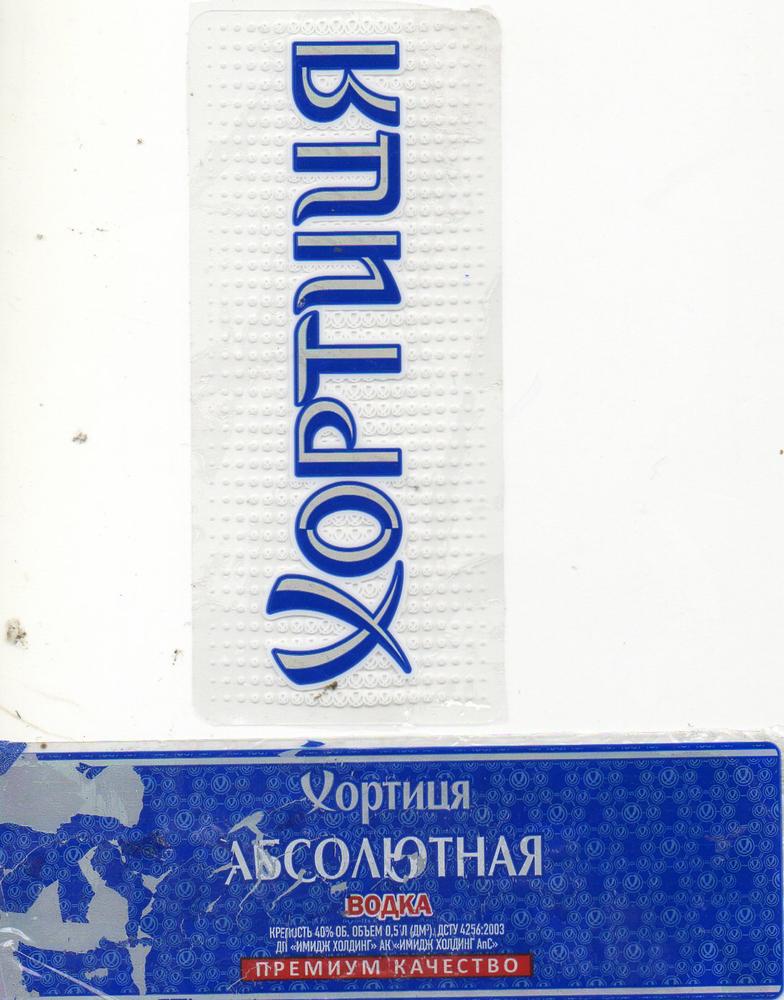 Хортиця
Хортиця
АБСОЛЮТНАЯ
ВОДКА
КРЕПОСТЬ 40% ОБ. ОБЪЕМ 0,5 Л (ДМ³). ДСТУ 4256:2003
ДП «ИМИДЖ ХОЛДИНГ» АК «ИМИДЖ ХОЛДИНГ АпС»
ПРЕМИУМ КАЧЕСТВО